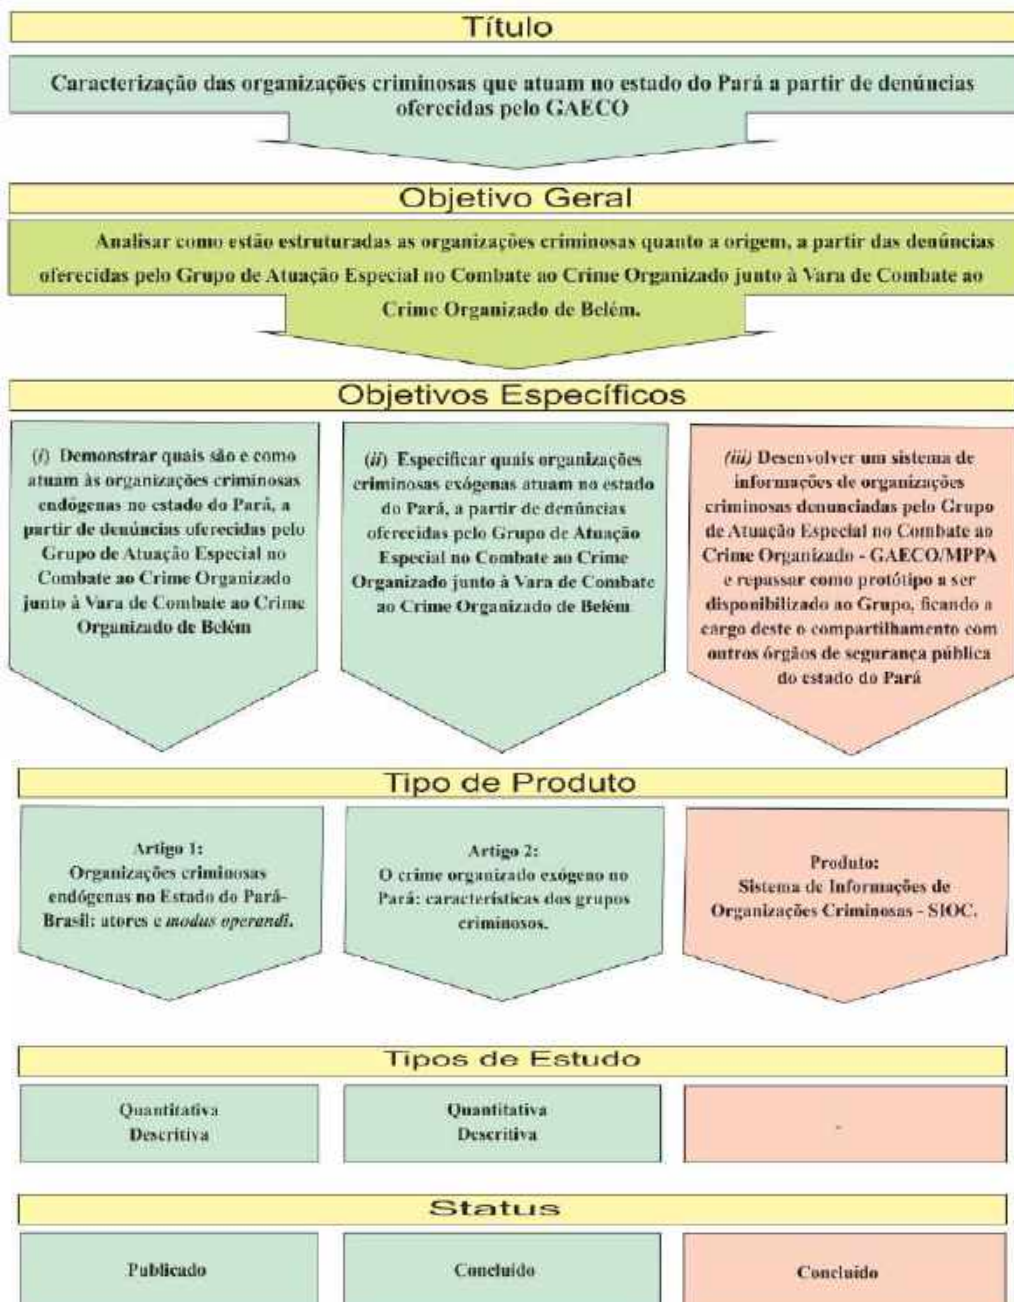 Título
Caracterização das organizações criminosas que atuam no estado do Pará a partir de denúncias
oferecidas pelo GAECO
Objetivo Geral
Analisar como estão estruturadas as organizações criminosas quanto a origem, a partir das denúncias
oferecidas pelo Grupo de Atuação Especial no Combate ao Crime Organizado junto à Vara de Combate ao
Crime Organizado de Belém.
Objetivos Específicos
(i) Demonstrar quais são e como
atuam às organizações criminosas
endógenas no estado do Pará, a
partir de denúncias oferecidas pelo
Grupo de Atuação Especial no
Combate ao Crime Organizado
junto à Vara de Combate ao Crime
Organizado de Belém
(ii) Especificar quais organizações
criminosas exógenas atuam no estado
do Pará, a partir de denúncias
oferecidas pelo Grupo de Atuação
Especial no Combate ao Crime
Organizado junto à Vara de Combate
ao Crime Organizado de Belém
(iii) Desenvolver um sistema de
informações de organizações
criminosas denunciadas pelo Grupo
de Atuação Especial no Combate ao
Crime Organizado - GAECO/MPPA
e repassar como protótipo a ser
disponibilizado ao Grupo, ficando a
cargo deste o compartilhamento com
outros órgãos de segurança pública
do estado do Pará
Tipo de Produto
Artigo 1:
Organizações criminosas
endógenas no Estado do Pará-
Brasil: atores e modus operandi.
Artigo 2:
O crime organizado exógeno no
Pará: características dos grupos
criminosos.
Produto:
Sistema de Informações de
Organizações Criminosas - SIOC.
Tipos de Estudo
Quantitativa
Descritiva
Quantitativa
Descritiva
-
Status
Publicado
Concluído
Concluído